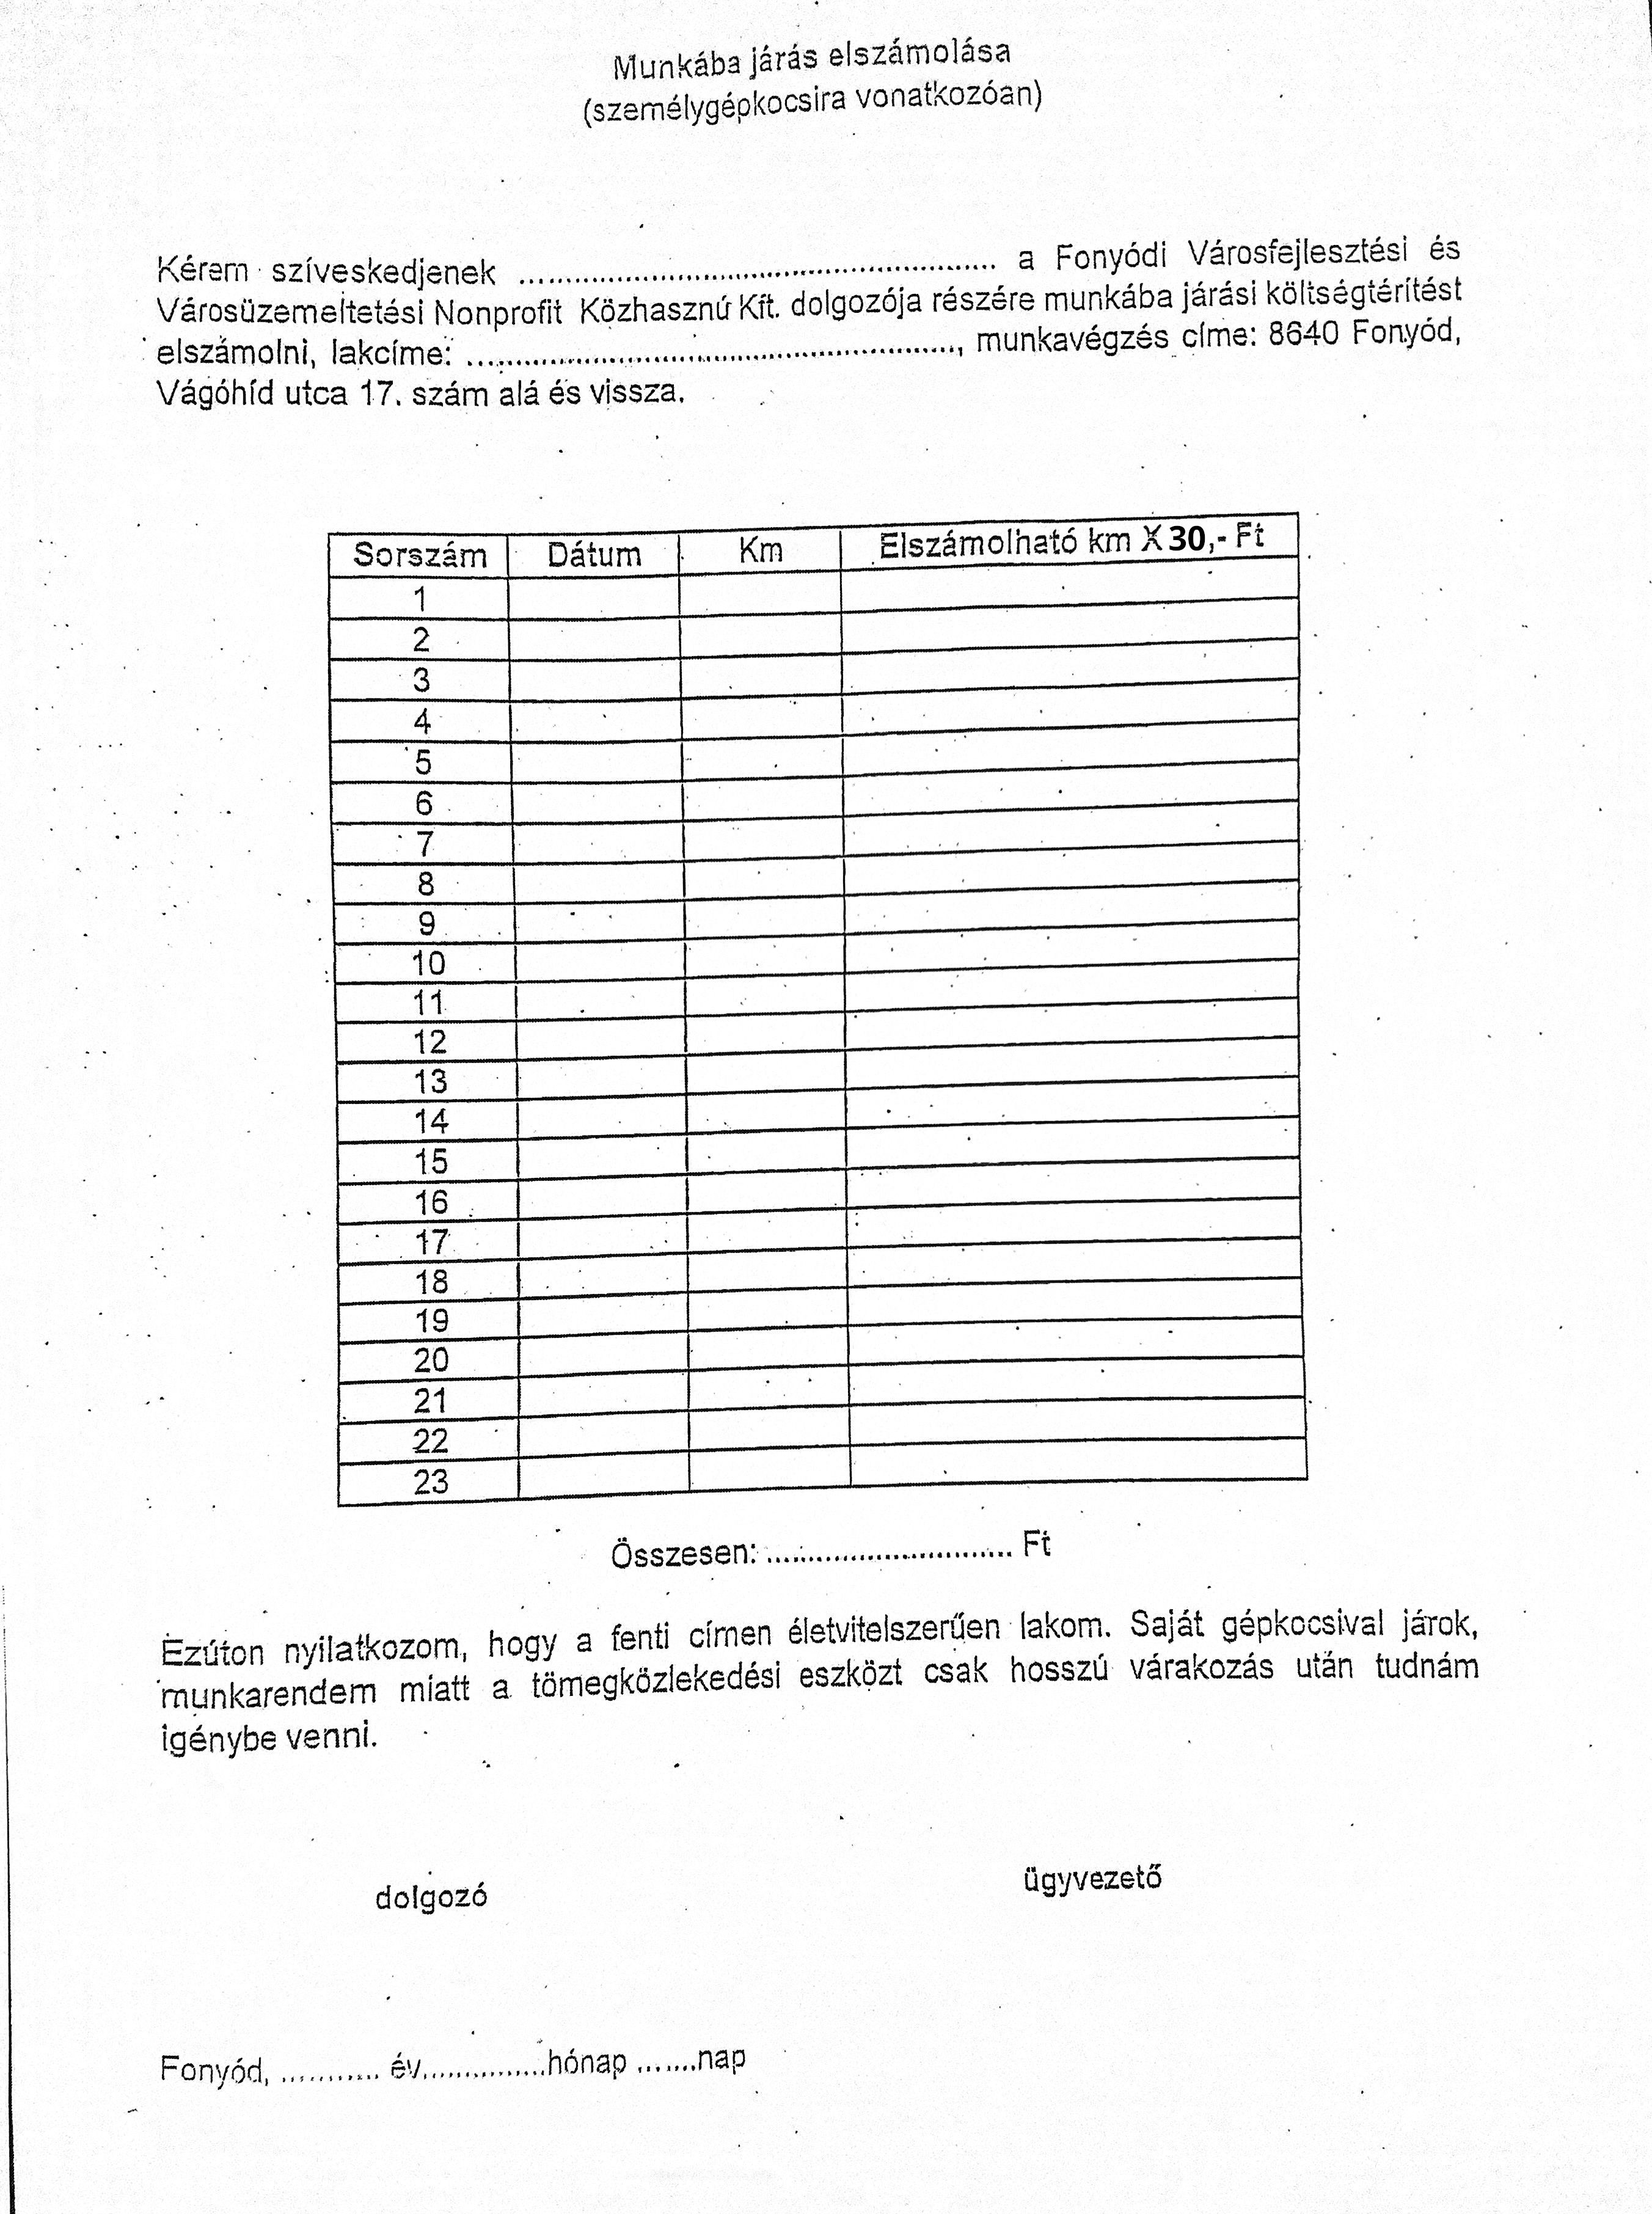 Munkába járás elszámolása
(személygépkocsira vonatkozóan)
Kérem szíveskedjenek ........................................................ a Fonyódi Városfejlesztési és
Városüzemeltetési Nonprofit Közhasznú Kft. dolgozója részére munkába járási költségtérítést
elszámolni, lakcíme: ........................................................., munkavégzés címe: 8640 Fonyód,
Vágóhíd utca 17. szám alá és vissza.
Sorszám Dátum Km Elszámolható km X 30,- Ft
1
2
3
4
5
6
7
8
9
10
11
12
13
14
15
16
17
18
19
20
21
22
23
Összesen: .............................. Ft
Ezúton nyilatkozom, hogy a fenti címen életvitelszerűen lakom. Saját gépkocsival járok,
munkarendem miatt a tömegközlekedési eszközt csak hosszú várakozás után tudnám
igénybe venni.
dolgozó ügyvezető
Fonyód, ............ év...............hónap .......nap